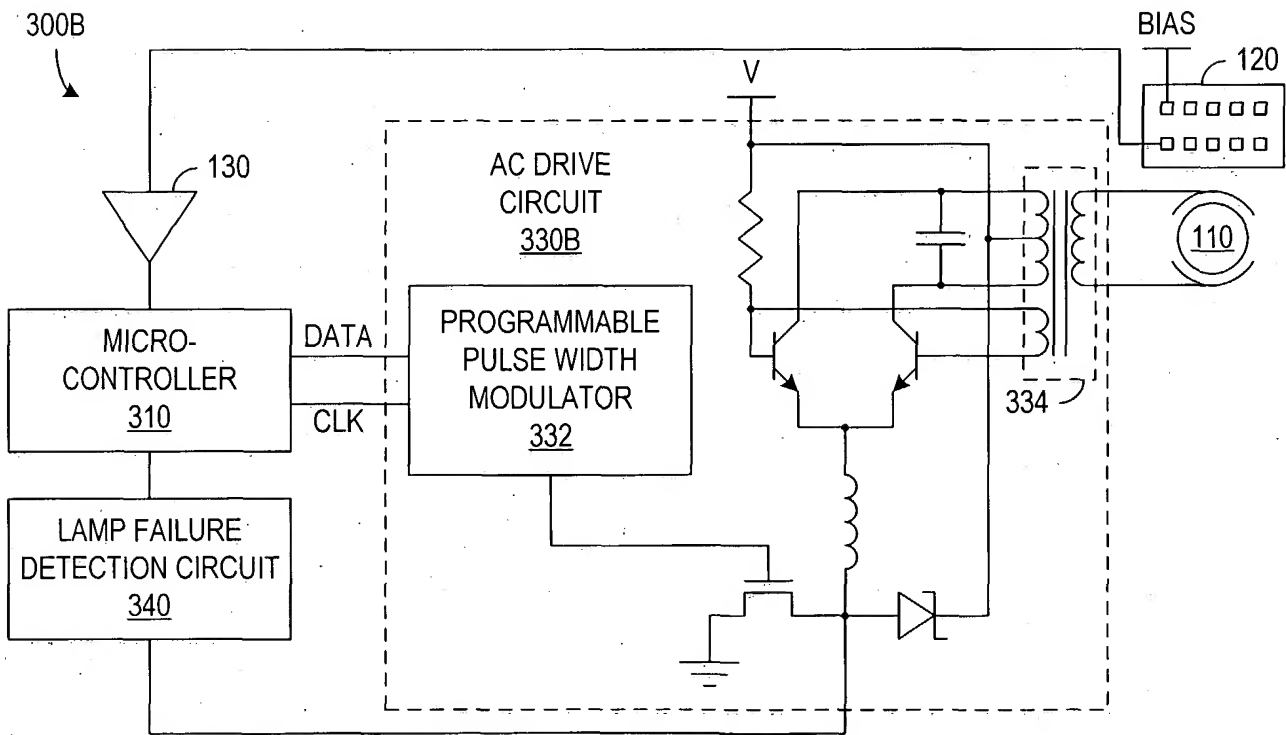 300B
BIAS
120
V
130
AC DRIVE
CIRCUIT
330B
110
MICRO-
CONTROLLER
310
DATA
CLK
PROGRAMMABLE
PULSE WIDTH
MODULATOR
332
334
LAMP FAILURE
DETECTION CIRCUIT
340